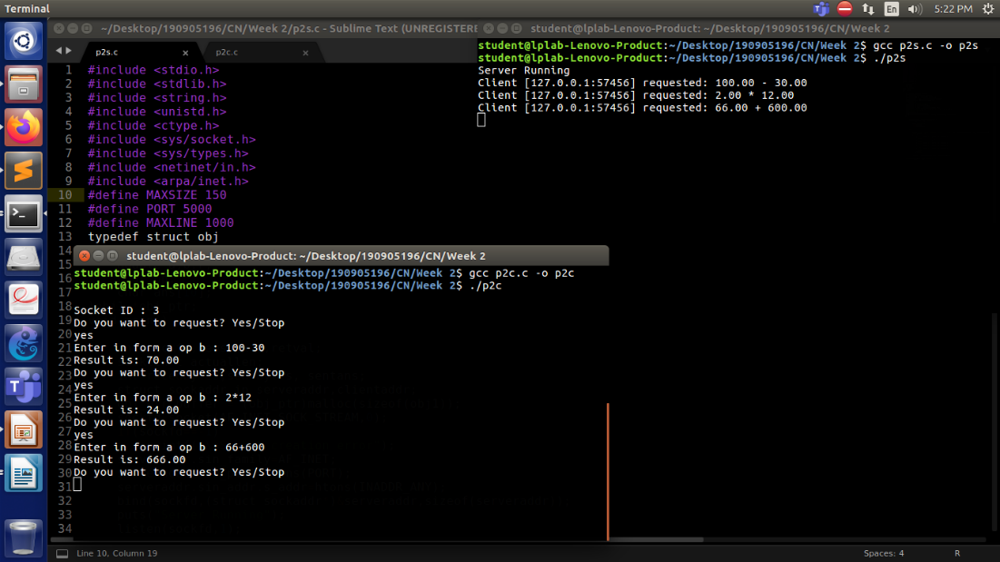 Terminal
En
5:22 PM
~/Desktop/190905196/CN/Week 2/p2s.c - Sublime Text (UNREGISTERE
student@lplab-Lenovo-Product: ~/Desktop/190905196/CN/Week 2
p2s.c
p2c.c
1 #include <stdio.h>
2 #include <stdlib.h>
3 #include <string.h>
4 #include <unistd.h>
5 #include <ctype.h>
6 #include <sys/socket.h>
7 #include <sys/types.h>
8 #include <netinet/in.h>
9 #include <arpa/inet.h>
10 #define MAXSIZE 150
11 #define PORT 5000
12 #define MAXLINE 1000
13 typedef struct obj
14
15
16
17
18
19
20
21
22
23
24
25
26
27
28
29
30
31
32
33
34
student@lplab-Lenovo-Product:~/Desktop/190905196/CN/Week 2$ gcc p2s.c -o p2s
student@lplab-Lenovo-Product:~/Desktop/190905196/CN/Week 2$ ./p2s
Server Running
Client [127.0.0.1:57456] requested: 100.00 - 30.00
Client [127.0.0.1:57456] requested: 2.00 * 12.00
Client [127.0.0.1:57456] requested: 66.00 + 600.00
student@lplab-Lenovo-Product: ~/Desktop/190905196/CN/Week 2
student@lplab-Lenovo-Product:~/Desktop/190905196/CN/Week 2$ gcc p2c.c -o p2c
student@lplab-Lenovo-Product:~/Desktop/190905196/CN/Week 2$ ./p2c
Socket ID : 3
Do you want to request? Yes/Stop
yes
Enter in form a op b : 100-30
Result is: 70.00
Do you want to request? Yes/Stop
yes
Enter in form a op b : 2*12
Result is: 24.00
Do you want to request? Yes/Stop
yes
Enter in form a op b : 66+600
Result is: 666.00
Do you want to request? Yes/Stop
Line 10, Column 19
Spaces: 4
R